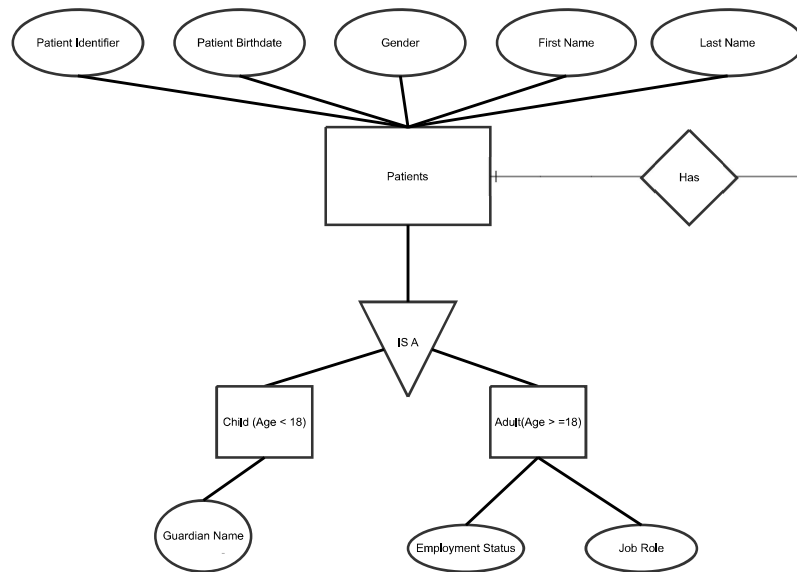 Patient Identifier
Patient Birthdate
Gender
First Name
Last Name
Patients
Has
IS A
Child (Age < 18)
Adult(Age > =18)
Guardian Name
Employment Status
Job Role